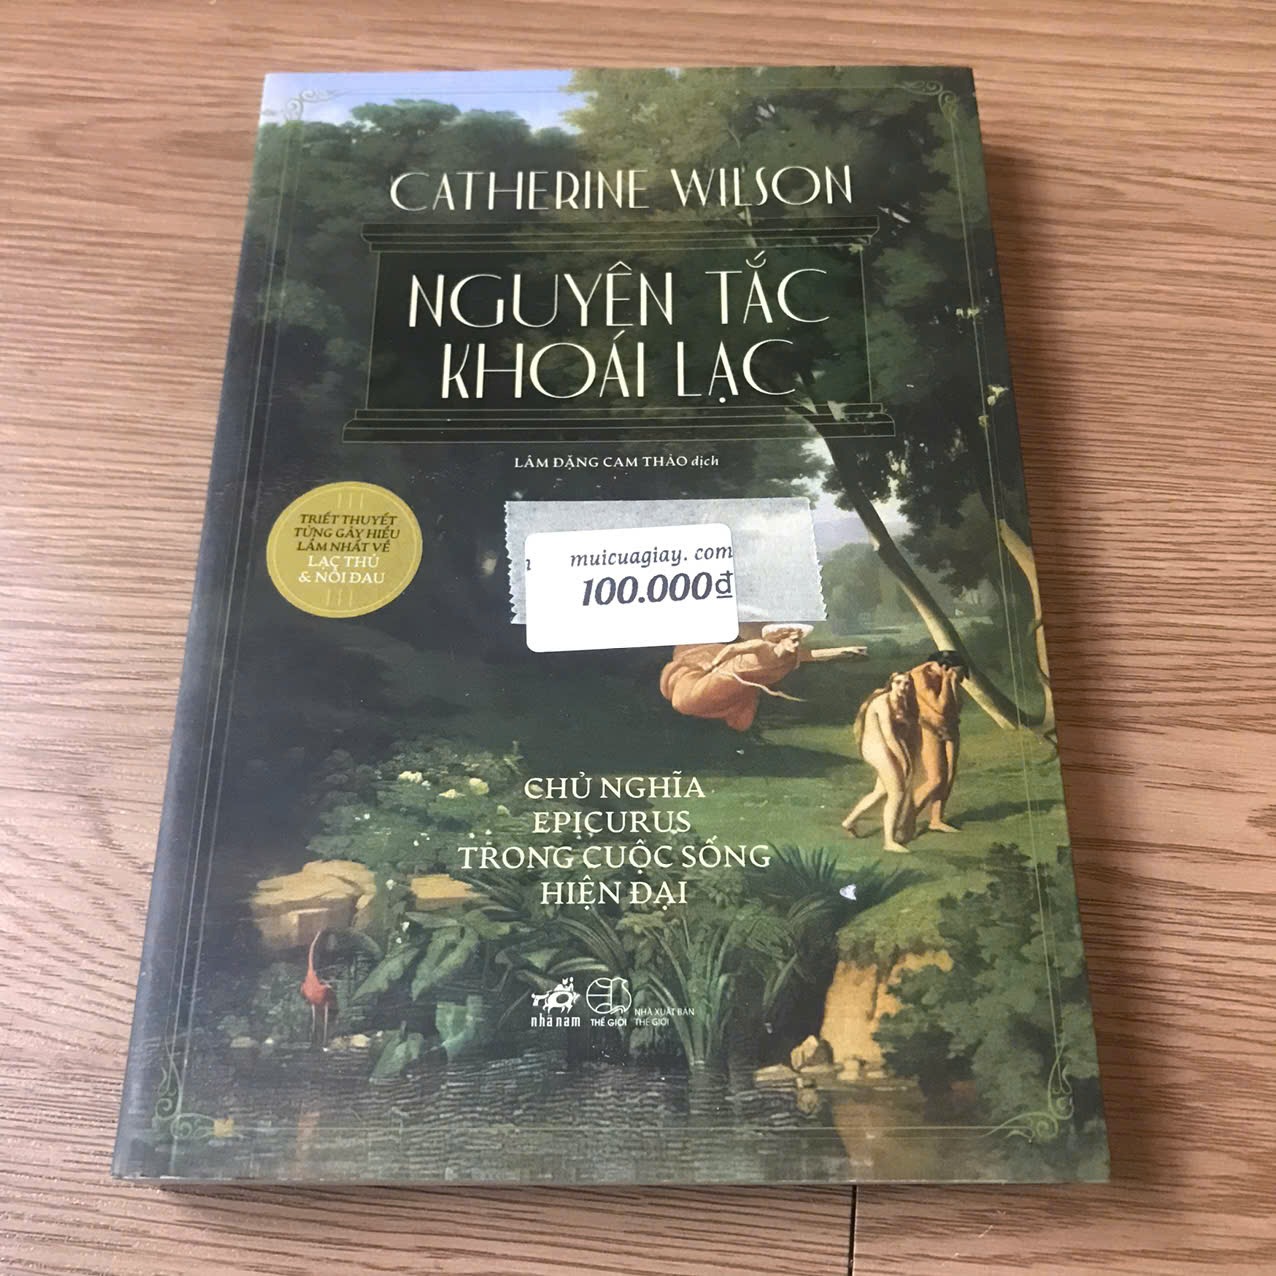 CATHERINE WILSON
NGUYÊN TẮC
KHOÁI LẠC
LÂM ĐẶNG CAM THẢO dịch
TRIẾT THUYẾT
TỪNG GÂY HIỂU
LẦM NHẤT VỀ
LẠC THÚ
& NỖI ĐAU
muicuagiay. com
100.000₫
CHỦ NGHĨA
EPICURUS
TRONG CUỘC SỐNG
HIỆN ĐẠI
nhã nam
THẾ GIỚI
NHÀ XUẤT BẢN
THẾ GIỚI